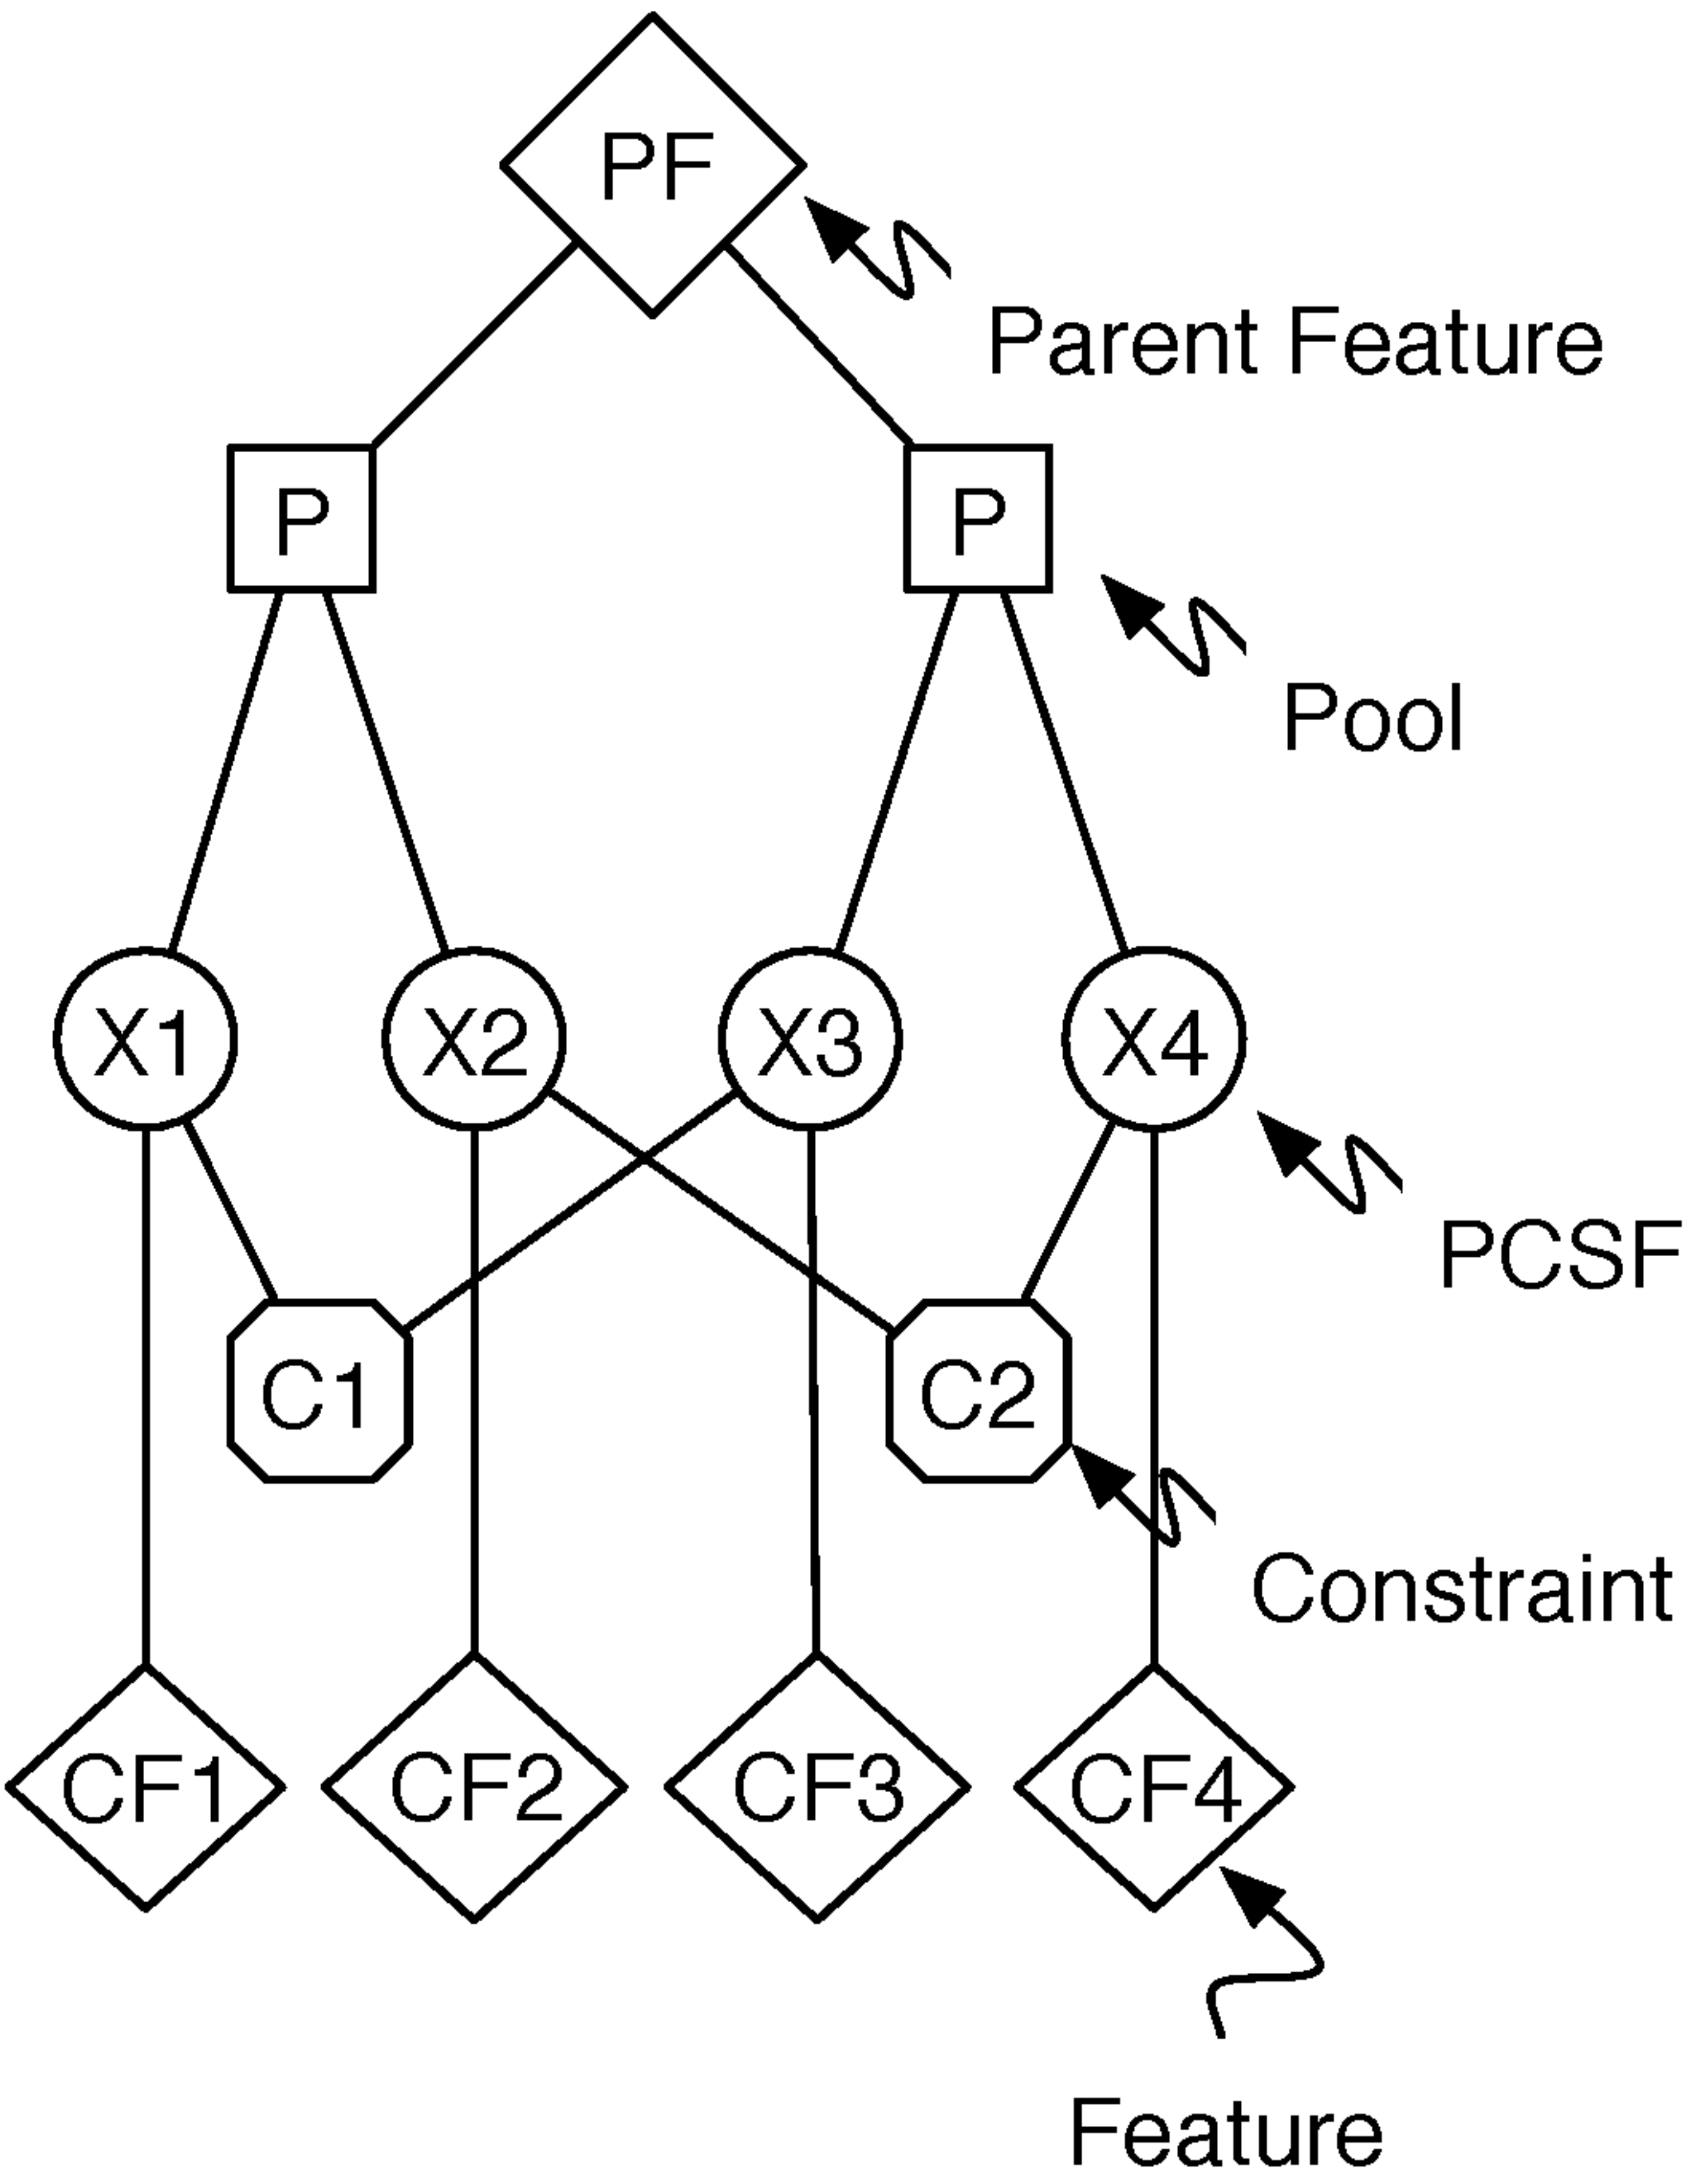 PF
Parent Feature
P
P
Pool
X1
X2
X3
X4
PCSF
C1
C2
Constraint
CF1
CF2
CF3
CF4
Feature